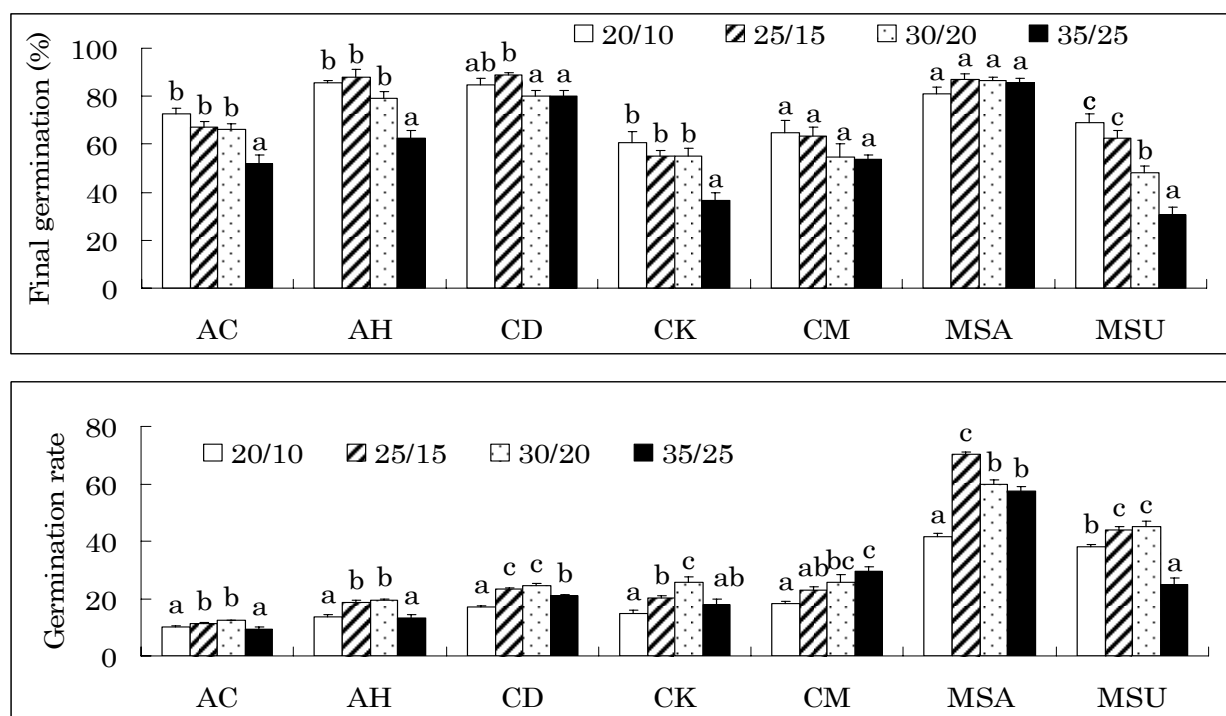 Final germination (%)
100
80
60
40
20
0
20/10 25/15 30/20 35/25
b b b a
b b b a
ab b a a
b b b a
a a a a
a a a a
c c b a
AC AH CD CK CM MSA MSU
Germination rate
80
60
40
20
0
20/10 25/15 30/20 35/25
a b b a
a b b a
a c c b
a b c ab
a ab bc c
a c b b
b c c a
AC AH CD CK CM MSA MSU